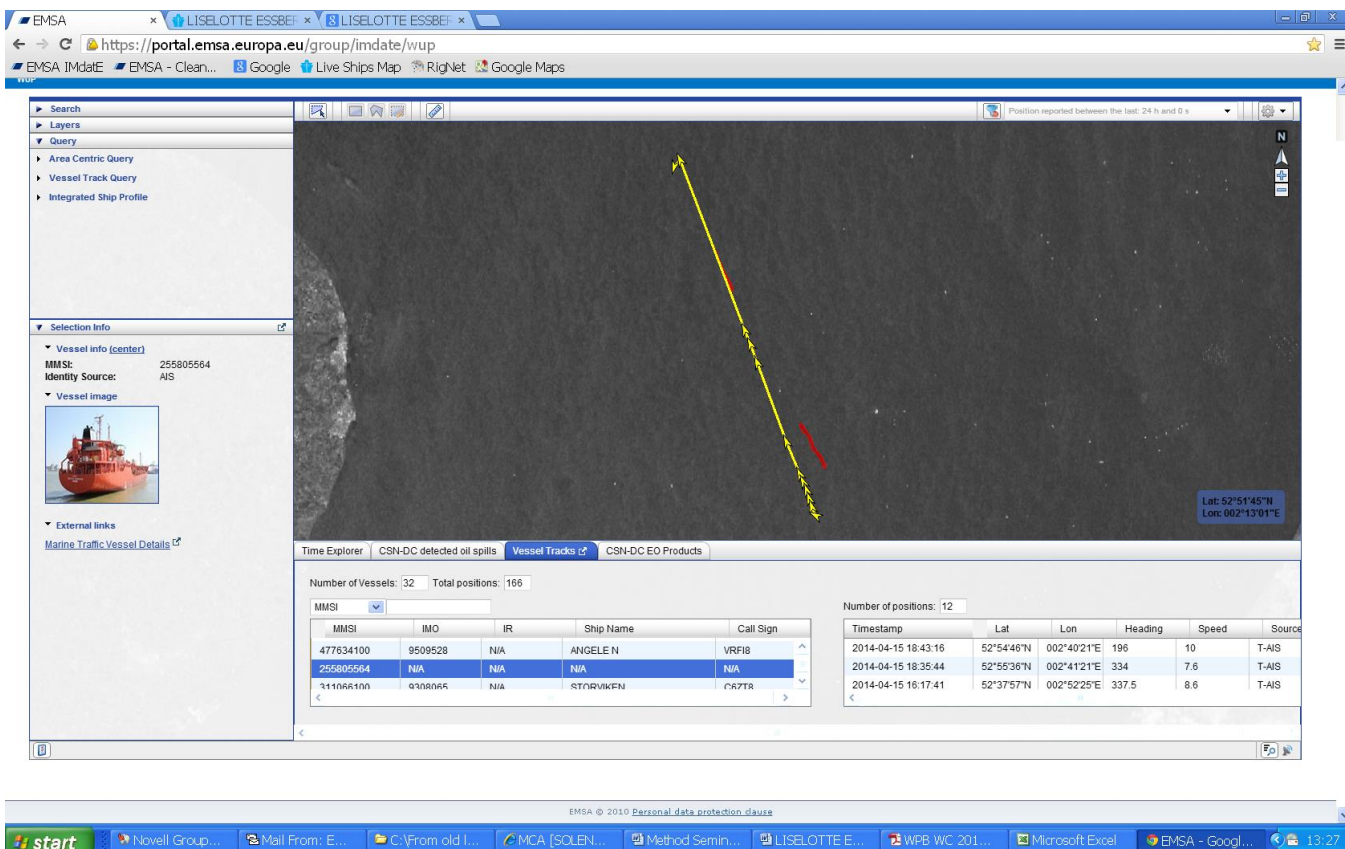 EMSA
LISELOTTE ESSBER
LISELOTTE ESSBER
https://portal.emsa.europa.eu/group/imdate/wup
EMSA IMdatE EMSA - Clean... Google Live Ships Map RigNet Google Maps
WUP
Search
Layers
Query
Area Centric Query
Vessel Track Query
Integrated Ship Profile
Position reported between the last: 24 h and 0 s
N
Selection Info
Vessel info (center)
MMSI: 255805564
Identity Source: AIS
Vessel image
External links
Marine Traffic Vessel Details
Lat: 52°51'45"N
Lon: 002°13'01"E
Time Explorer CSN-DC detected oil spills Vessel Tracks CSN-DC EO Products
Number of Vessels: 32 Total positions: 166
MMSI
MMSI IMO IR Ship Name Call Sign
477634100 9509528 N/A ANGELE N VRFI8
255805564 N/A N/A N/A N/A
311066100 9308065 N/A STORVIKEN C6ZT8
Number of positions: 12
Timestamp Lat Lon Heading Speed Source
2014-04-15 18:43:16 52°54'46"N 002°40'21"E 196 10 T-AIS
2014-04-15 18:35:44 52°55'36"N 002°41'21"E 334 7.6 T-AIS
2014-04-15 16:17:41 52°37'57"N 002°52'25"E 337.5 8.6 T-AIS
EMSA © 2010 Personal data protection clause
start Novell Group... Mail From: E... C:\From old I... MCA [SOLEN... Method Semin... LISELOTTE E... WPB WC 201... Microsoft Excel EMSA - Googl... 13:27